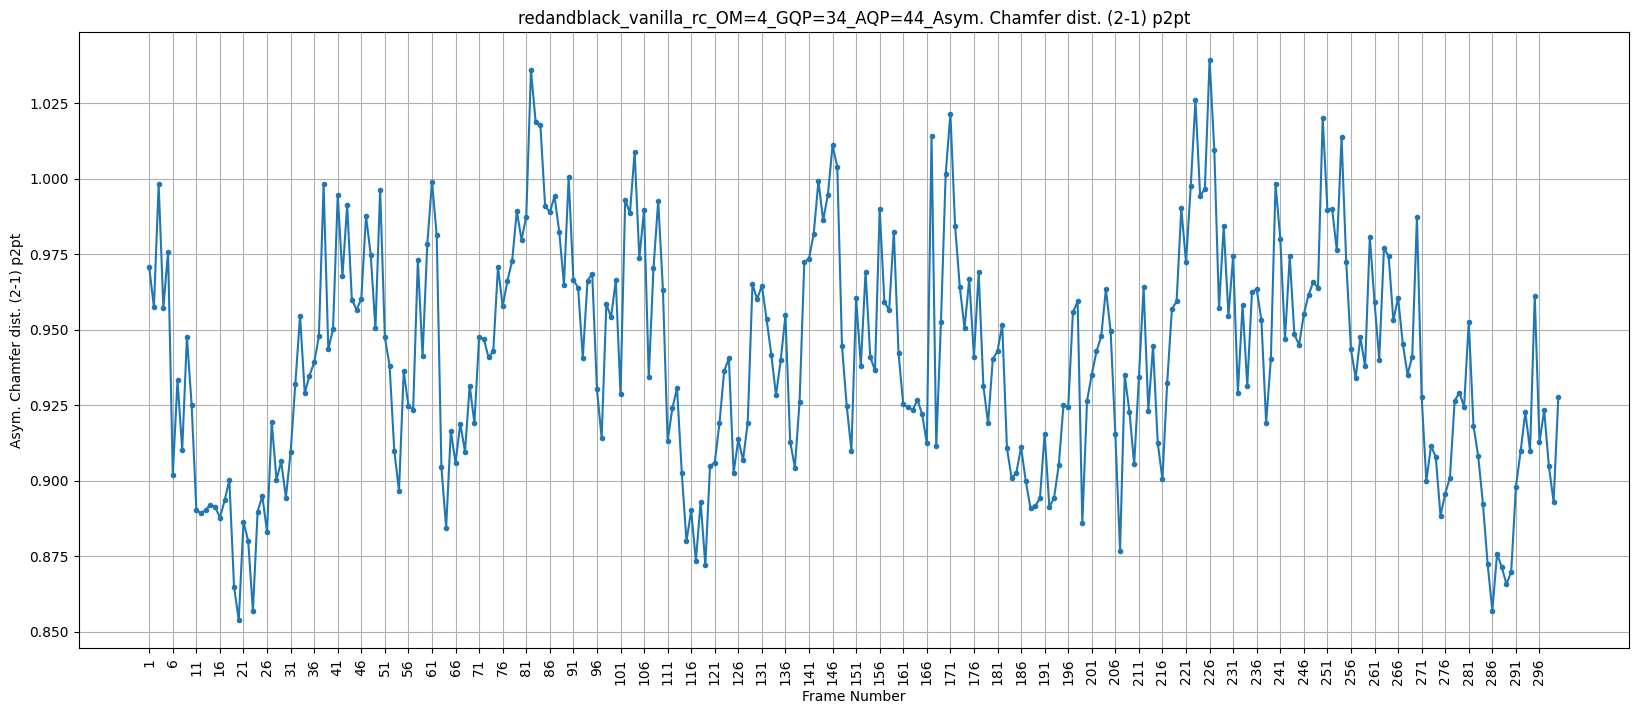 redandblack_vanilla_rc_OM=4_GQP=34_AQP=44_Asym. Chamfer dist. (2-1) p2pt
Asym. Chamfer dist. (2-1) p2pt
1.025
1.000
0.975
0.950
0.925
0.900
0.875
0.850
1 6 11 16 21 26 31 36 41 46 51 56 61 66 71 76 81 86 91 96 101 106 111 116 121 126 131 136 141 146 151 156 161 166 171 176 181 186 191 196 201 206 211 216 221 226 231 236 241 246 251 256 261 266 271 276 281 286 291 296
Frame Number